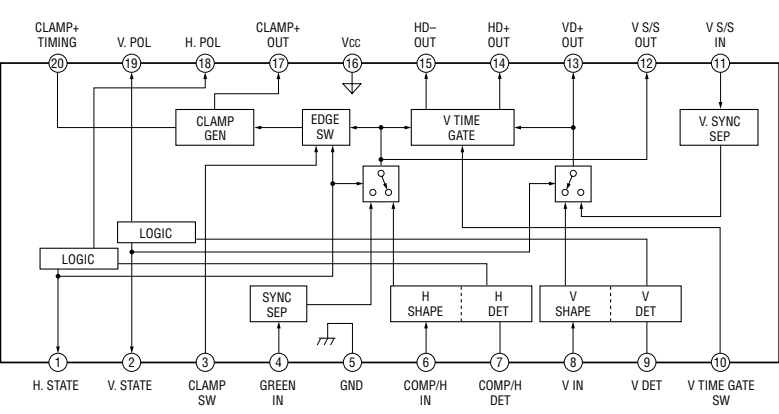 CLAMP+
TIMING
V. POL
H. POL
CLAMP+
OUT
Vcc
HD–
OUT
HD+
OUT
VD+
OUT
V S/S
OUT
V S/S
IN
20
19
18
17
16
15
14
13
12
11
CLAMP
GEN
EDGE
SW
V TIME
GATE
V. SYNC
SEP
LOGIC
LOGIC
SYNC
SEP
H
SHAPE
H
DET
V
SHAPE
V
DET
1
2
3
4
5
6
7
8
9
10
H. STATE
V. STATE
CLAMP
SW
GREEN
IN
GND
COMP/H
IN
COMP/H
DET
V IN
V DET
V TIME GATE
SW